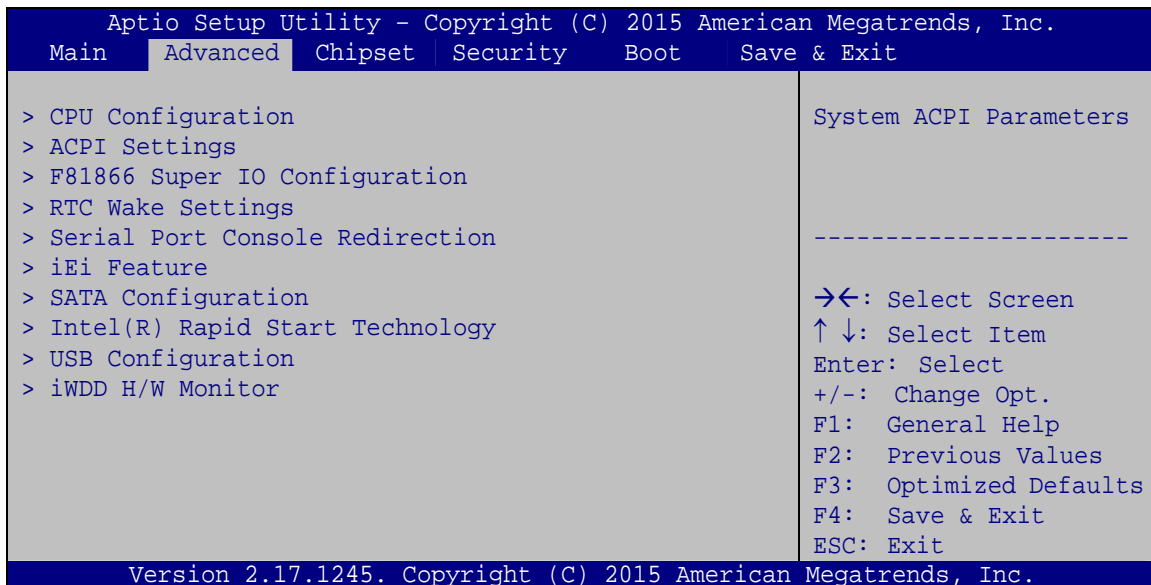 Aptio Setup Utility – Copyright (C) 2015 American Megatrends, Inc.
Main Advanced Chipset Security Boot Save & Exit
> CPU Configuration
> ACPI Settings
> F81866 Super IO Configuration
> RTC Wake Settings
> Serial Port Console Redirection
> iEi Feature
> SATA Configuration
> Intel(R) Rapid Start Technology
> USB Configuration
> iWDD H/W Monitor
System ACPI Parameters
----------------------
→←: Select Screen
↑ ↓: Select Item
Enter: Select
+/-: Change Opt.
F1: General Help
F2: Previous Values
F3: Optimized Defaults
F4: Save & Exit
ESC: Exit
Version 2.17.1245. Copyright (C) 2015 American Megatrends, Inc.